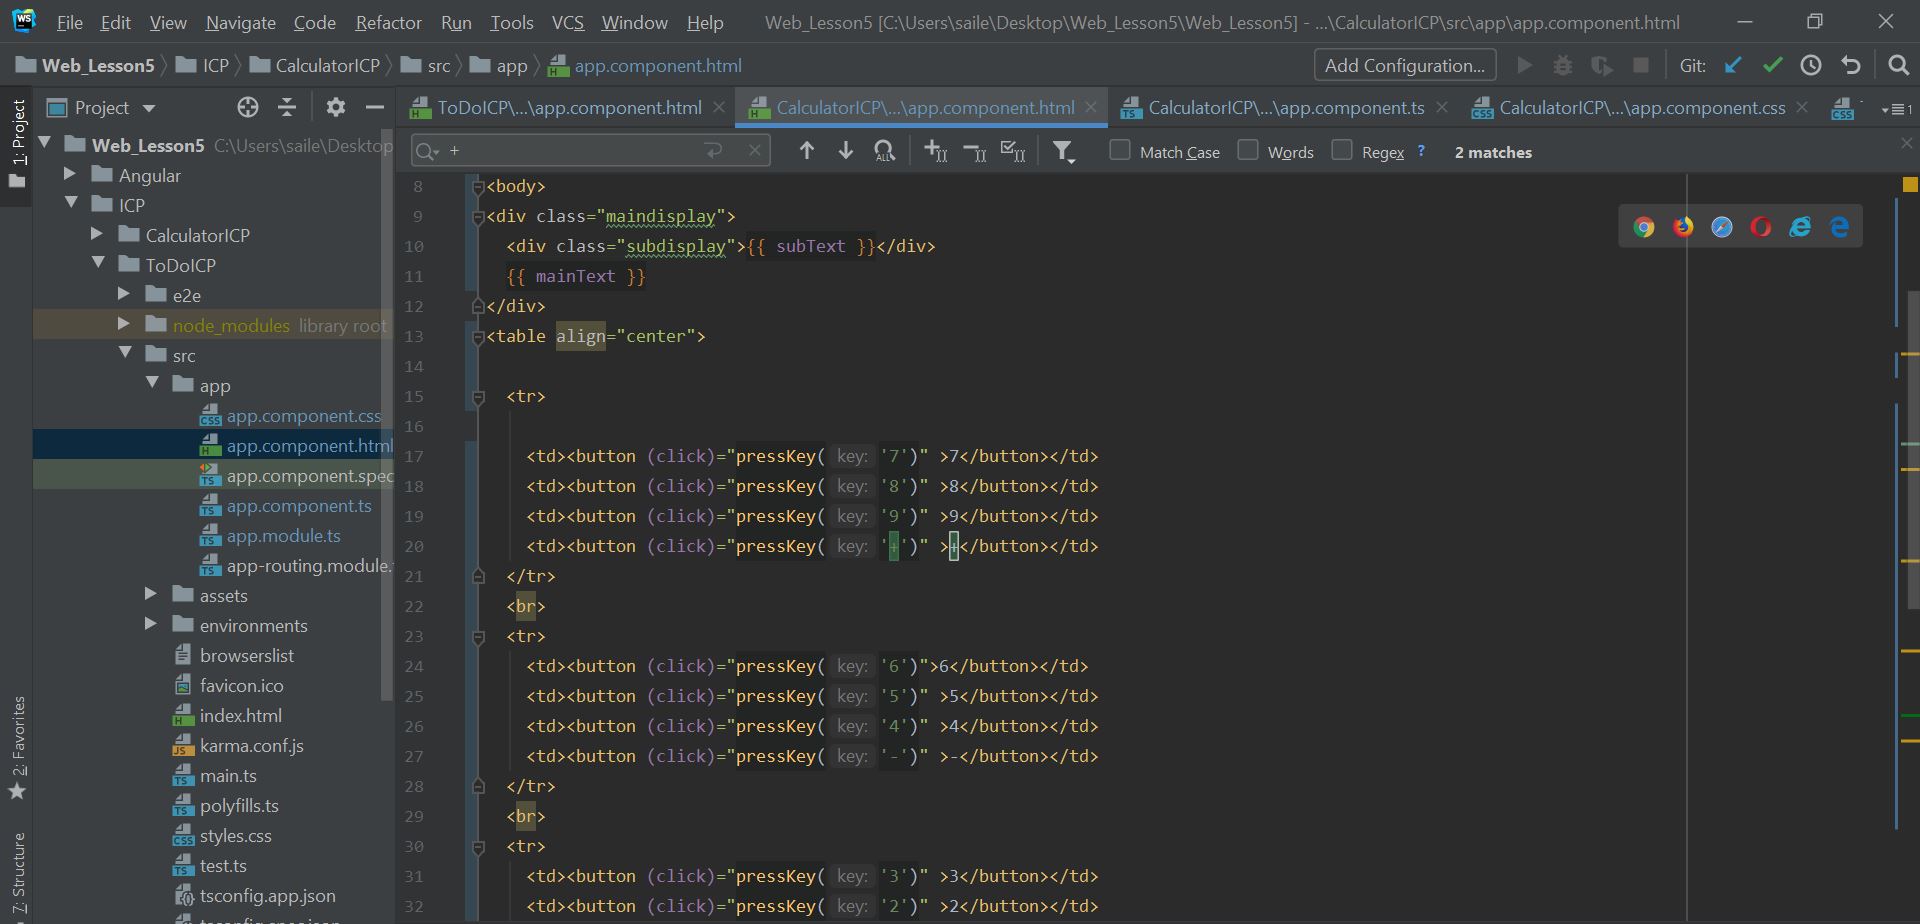 WS File Edit View Navigate Code Refactor Run Tools VCS Window Help Web_Lesson5 [C:\Users\saile\Desktop\Web_Lesson5\Web_Lesson5] - ...\CalculatorICP\src\app\app.component.html
Web_Lesson5 ICP CalculatorICP src app app.component.html Add Configuration... Git:
1: Project
2: Favorites
7: Structure
Project
Web_Lesson5 C:\Users\saile\Desktop
Angular
ICP
CalculatorICP
ToDoICP
e2e
node_modules library root
src
app
app.component.css
app.component.html
app.component.spec
app.component.ts
app.module.ts
app-routing.module.
assets
environments
browserslist
favicon.ico
index.html
karma.conf.js
main.ts
polyfills.ts
styles.css
test.ts
tsconfig.app.json
ToDoICP\...\app.component.html CalculatorICP\...\app.component.html CalculatorICP\...\app.component.ts CalculatorICP\...\app.component.css
+ Match Case Words Regex ? 2 matches
8 <body>
9 <div class="maindisplay">
10 <div class="subdisplay">{{ subText }}</div>
11 {{ mainText }}
12 </div>
13 <table align="center">
14
15 <tr>
16
17 <td><button (click)="pressKey( key: '7')" >7</button></td>
18 <td><button (click)="pressKey( key: '8')" >8</button></td>
19 <td><button (click)="pressKey( key: '9')" >9</button></td>
20 <td><button (click)="pressKey( key: '+')" >+</button></td>
21 </tr>
22 <br>
23 <tr>
24 <td><button (click)="pressKey( key: '6')">6</button></td>
25 <td><button (click)="pressKey( key: '5')" >5</button></td>
26 <td><button (click)="pressKey( key: '4')" >4</button></td>
27 <td><button (click)="pressKey( key: '-')" >-</button></td>
28 </tr>
29 <br>
30 <tr>
31 <td><button (click)="pressKey( key: '3')" >3</button></td>
32 <td><button (click)="pressKey( key: '2')" >2</button></td>